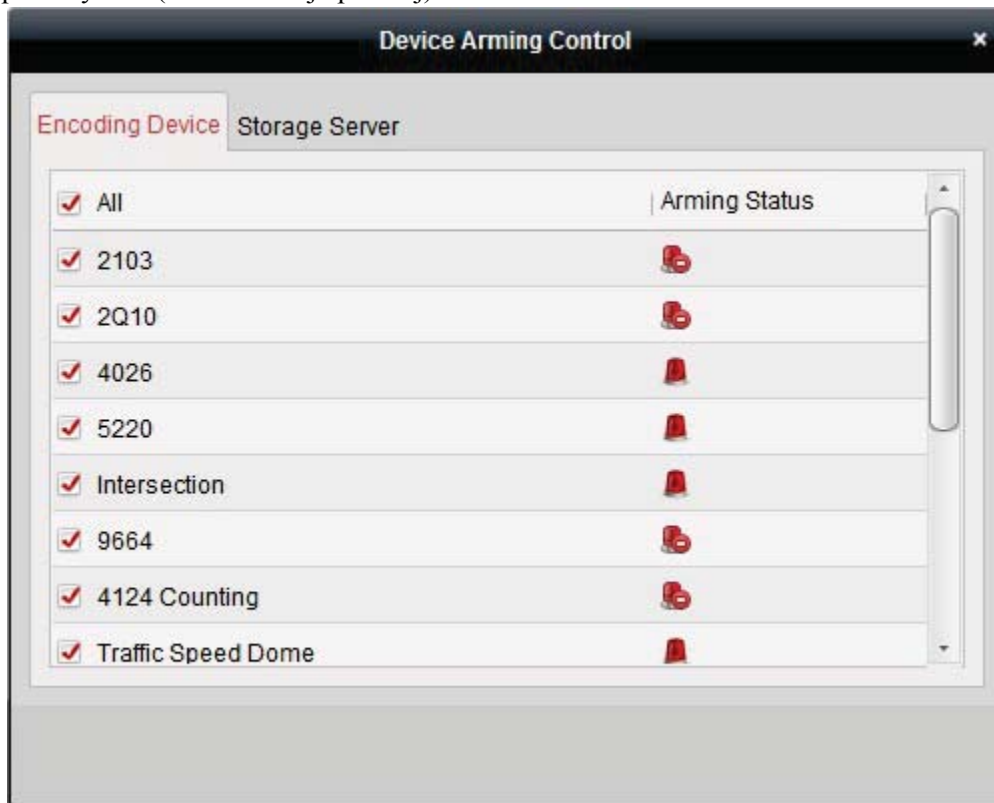 Device Arming Control
Encoding Device Storage Server
All Arming Status
2103
2Q10
4026
5220
Intersection
9664
4124 Counting
Traffic Speed Dome